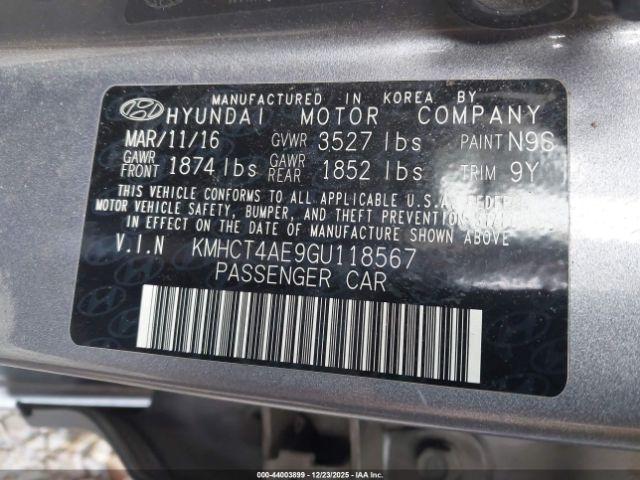 MANUFACTURED IN KOREA BY
HYUNDAI MOTOR COMPANY
MAR/11/16 GVWR 3527 lbs PAINT N9S
GAWR FRONT 1874 lbs GAWR REAR 1852 lbs TRIM 9Y
THIS VEHICLE CONFORMS TO ALL APPLICABLE U.S.A. FEDERAL
MOTOR VEHICLE SAFETY, BUMPER, AND THEFT PREVENTION
IN EFFECT ON THE DATE OF MANUFACTURE SHOWN ABOVE.
V.I.N KMHCT4AE9GU118567
PASSENGER CAR
000-44003899 - 12/23/2025 - IAA Inc.